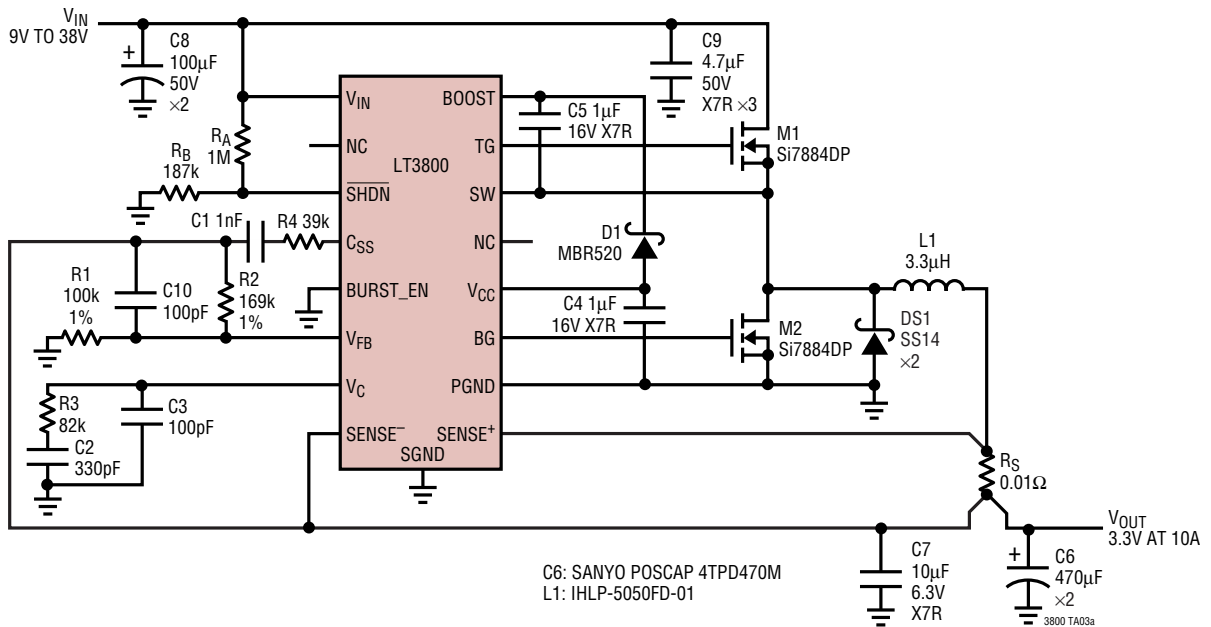 VIN
9V TO 38V
C8
100µF
50V
×2
+
C9
4.7µF
50V
X7R ×3
VIN
BOOST
C5 1µF
16V X7R
M1
Si7884DP
RA
1M
NC
TG
LT3800
RB
187k
SHDN
SW
C1 1nF
R4 39k
CSS
NC
D1
MBR520
L1
3.3µH
R1
100k
1%
C10
100pF
R2
169k
1%
BURST_EN
VCC
C4 1µF
16V X7R
DS1
SS14
×2
VFB
BG
M2
Si7884DP
VC
PGND
R3
82k
C3
100pF
C2
330pF
SENSE–
SENSE+
SGND
RS
0.01Ω
VOUT
3.3V AT 10A
C6: SANYO POSCAP 4TPD470M
L1: IHLP-5050FD-01
C7
10µF
6.3V
X7R
+
C6
470µF
×2
3800 TA03a